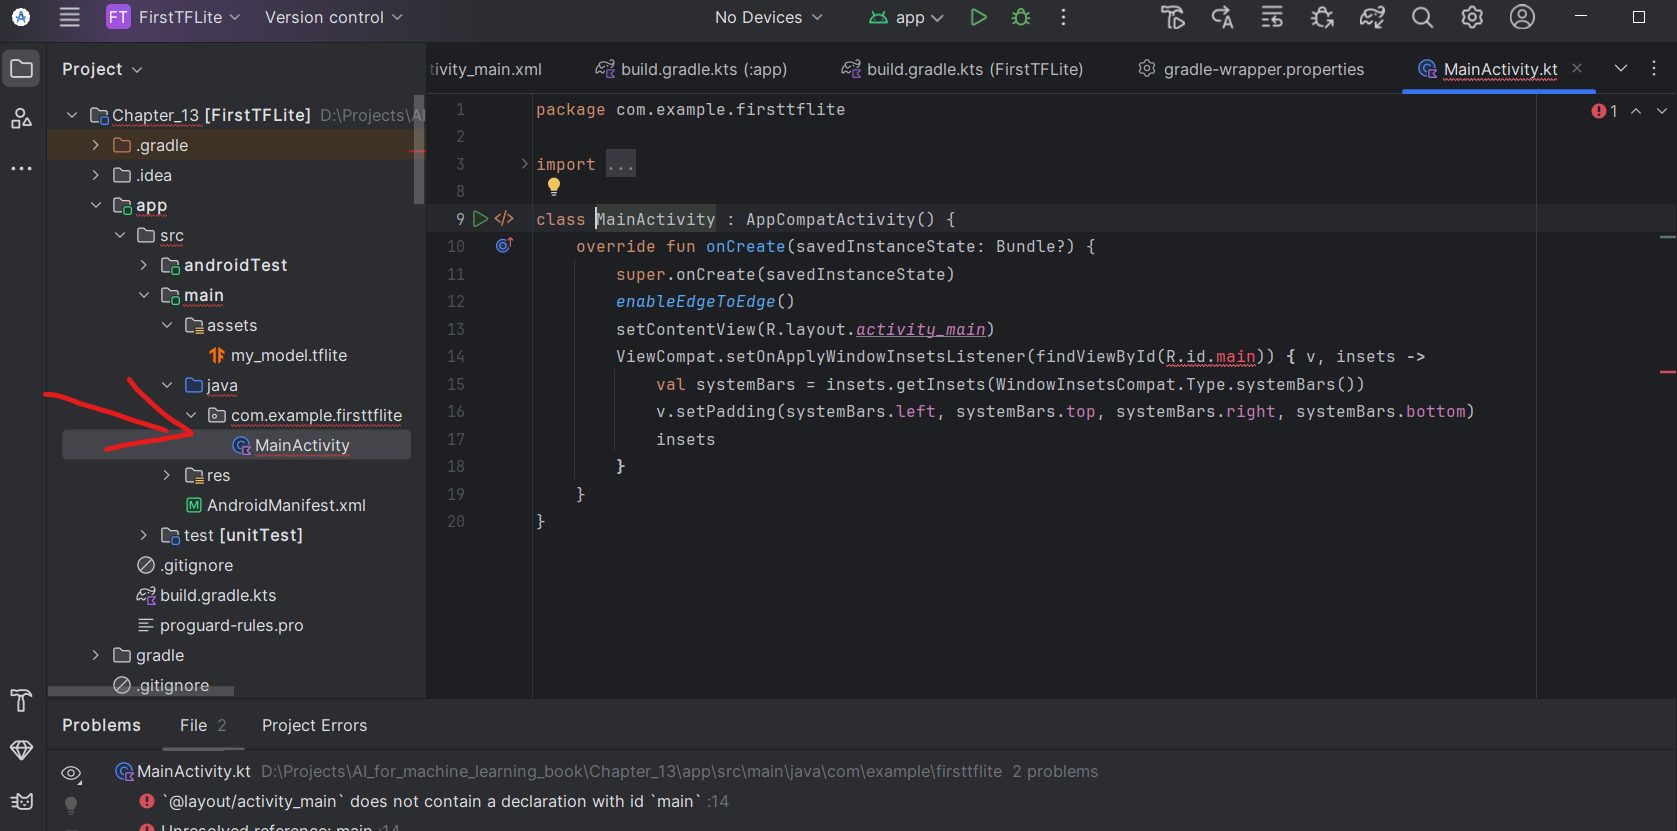 FT FirstTFLite Version control No Devices app
Project
Chapter_13 [FirstTFLite] D:\Projects\AI
.gradle
.idea
app
src
androidTest
main
assets
my_model.tflite
java
com.example.firsttflite
MainActivity
res
AndroidManifest.xml
test [unitTest]
.gitignore
build.gradle.kts
proguard-rules.pro
gradle
.gitignore
tivity_main.xml build.gradle.kts (:app) build.gradle.kts (FirstTFLite) gradle-wrapper.properties MainActivity.kt
1 package com.example.firsttflite
1
2
3 import ...
8
9 class MainActivity : AppCompatActivity() {
10 override fun onCreate(savedInstanceState: Bundle?) {
11 super.onCreate(savedInstanceState)
12 enableEdgeToEdge()
13 setContentView(R.layout.activity_main)
14 ViewCompat.setOnApplyWindowInsetsListener(findViewById(R.id.main)) { v, insets ->
15 val systemBars = insets.getInsets(WindowInsetsCompat.Type.systemBars())
16 v.setPadding(systemBars.left, systemBars.top, systemBars.right, systemBars.bottom)
17 insets
18 }
19 }
20 }
Problems File 2 Project Errors
MainActivity.kt D:\Projects\AI_for_machine_learning_book\Chapter_13\app\src\main\java\com\example\firsttflite 2 problems
`@layout/activity_main` does not contain a declaration with id `main` :14
Unresolved reference: main :14